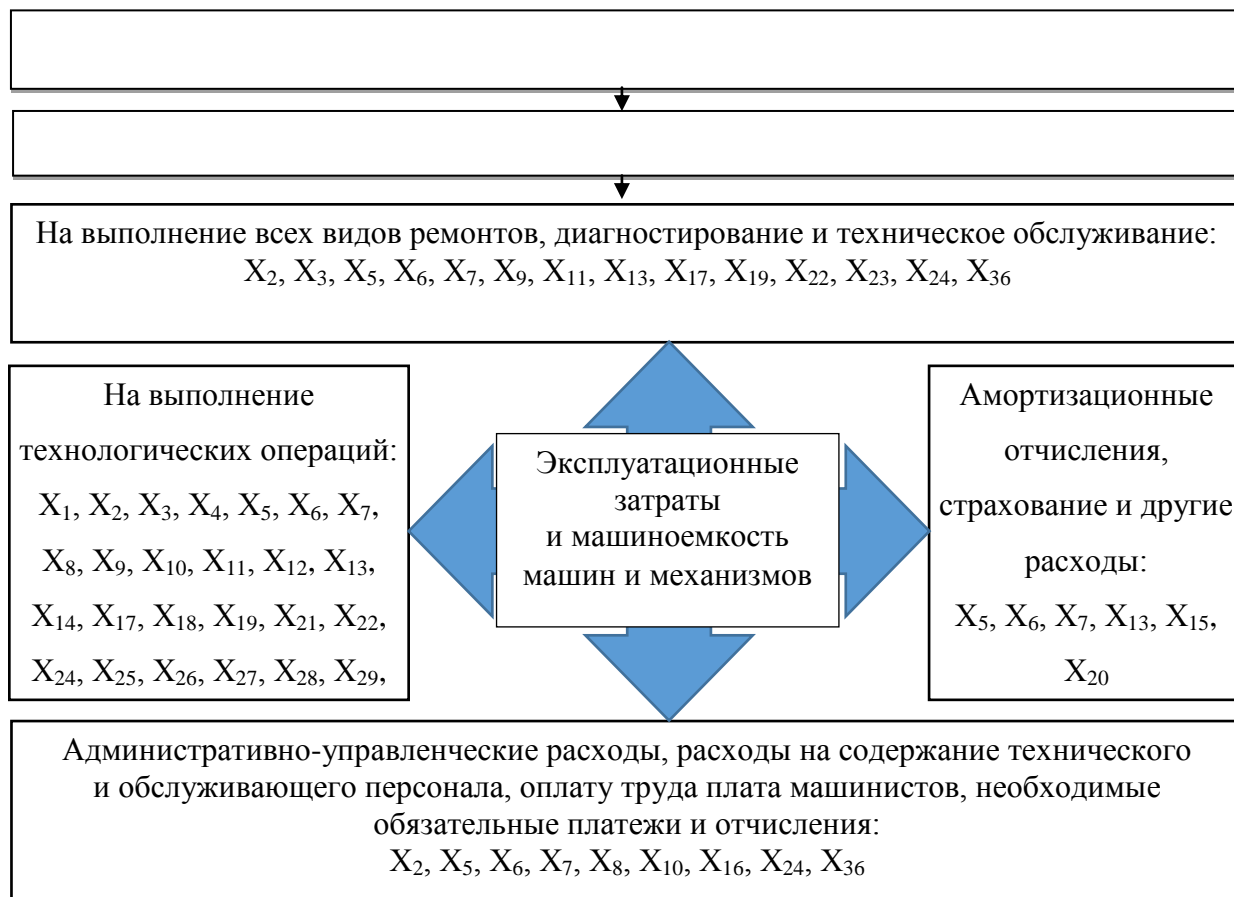 На выполнение всех видов ремонтов, диагностирование и техническое обслуживание:
X₂, X₃, X₅, X₆, X₇, X₉, X₁₁, X₁₃, X₁₇, X₁₉, X₂₂, X₂₃, X₂₄, X₃₆
На выполнение
технологических операций:
X₁, X₂, X₃, X₄, X₅, X₆, X₇,
X₈, X₉, X₁₀, X₁₁, X₁₂, X₁₃,
X₁₄, X₁₇, X₁₈, X₁₉, X₂₁, X₂₂,
X₂₄, X₂₅, X₂₆, X₂₇, X₂₈, X₂₉,
Эксплуатационные
затраты
и машиноемкость
машин и механизмов
Амортизационные
отчисления,
страхование и другие
расходы:
X₅, X₆, X₇, X₁₃, X₁₅,
X₂₀
Административно-управленческие расходы, расходы на содержание технического
и обслуживающего персонала, оплату труда плата машинистов, необходимые
обязательные платежи и отчисления:
X₂, X₅, X₆, X₇, X₈, X₁₀, X₁₆, X₂₄, X₃₆